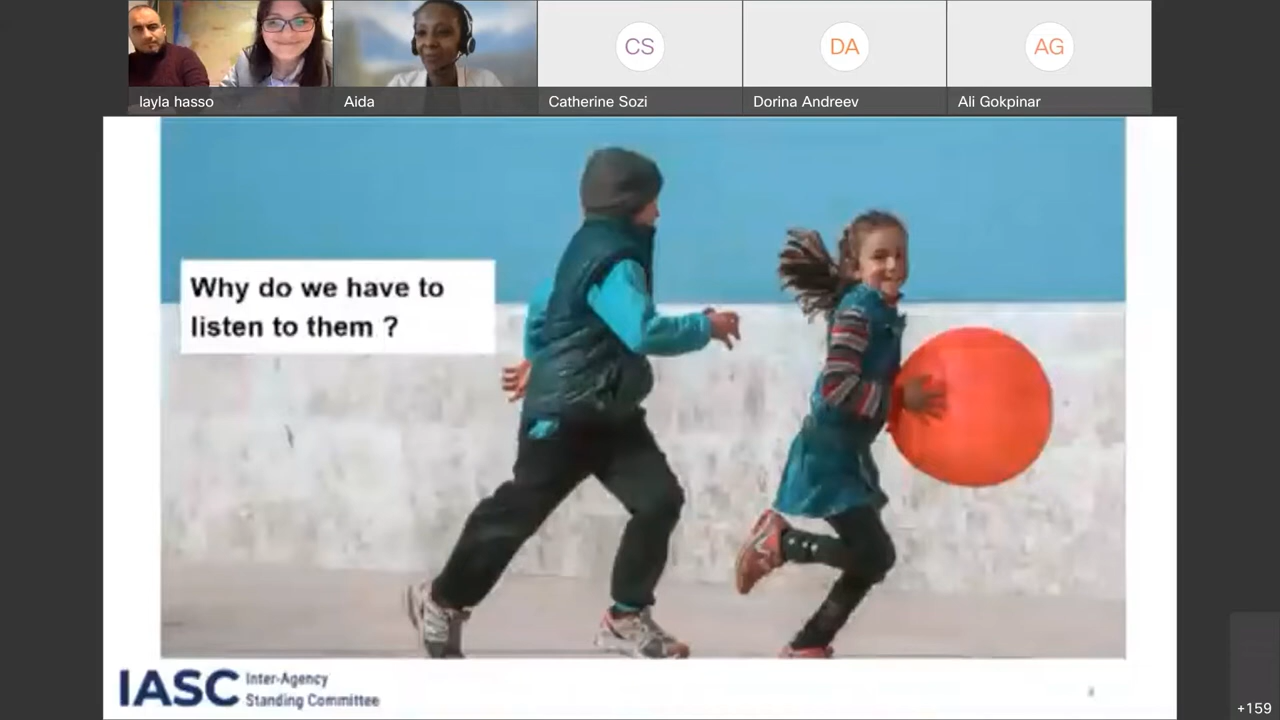 CS
DA
AG
layla hasso
Aida
Catherine Sozi
Dorina Andreev
Ali Gokpinar
Why do we have to
listen to them ?
IASC
Inter-Agency
Standing Committee
+159